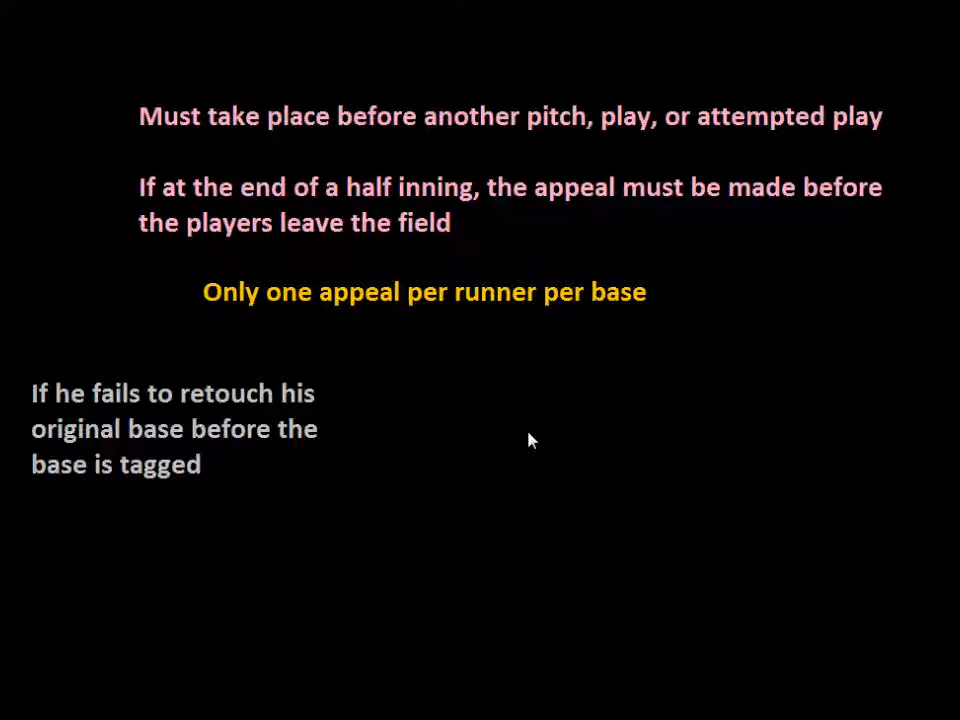 Must take place before another pitch, play, or attempted play
If at the end of a half inning, the appeal must be made before
the players leave the field
Only one appeal per runner per base
If he fails to retouch his
original base before the
base is tagged